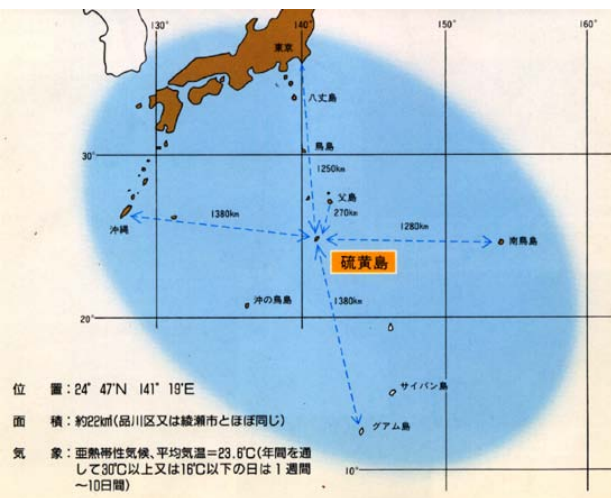 130°
140°
150°
160°
東京
八丈島
鳥島
30°
1250km
父島
270km
1380km
1280km
沖縄
南鳥島
硫黄島
1380km
沖の鳥島
20°
サイパン島
グアム島
10°
位 置:24° 47'N 141° 19'E
面 積:約22km²(品川区又は綾瀬市とほぼ同じ)
気 象:亜熱帯性気候、平均気温=23.6℃(年間を通
して30℃以上又は16℃以下の日は1週間
~10日間)